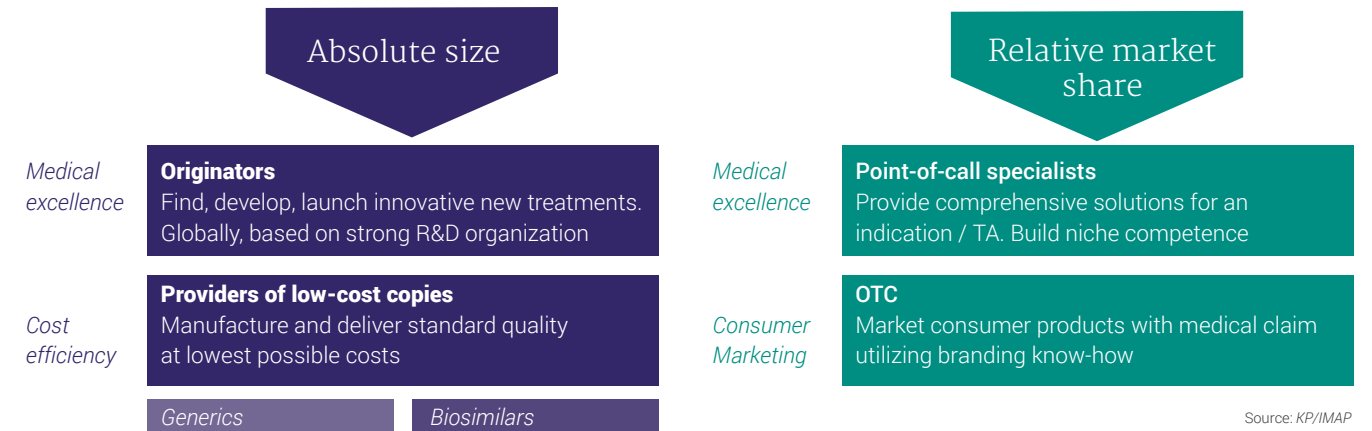 Absolute size
Medical
excellence
Originators
Find, develop, launch innovative new treatments.
Globally, based on strong R&D organization
Cost
efficiency
Providers of low-cost copies
Manufacture and deliver standard quality
at lowest possible costs
Generics
Biosimilars
Relative market
share
Medical
excellence
Point-of-call specialists
Provide comprehensive solutions for an
indication / TA. Build niche competence
Consumer
Marketing
OTC
Market consumer products with medical claim
utilizing branding know-how
Source: KP/IMAP